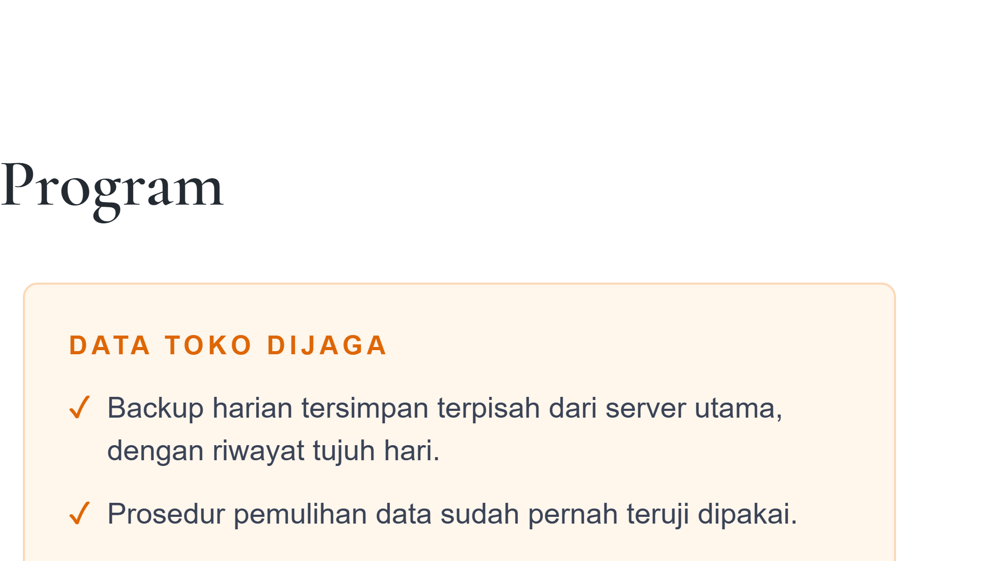 Program
DATA TOKO DIJAGA
✓ Backup harian tersimpan terpisah dari server utama,
dengan riwayat tujuh hari.
✓ Prosedur pemulihan data sudah pernah teruji dipakai.